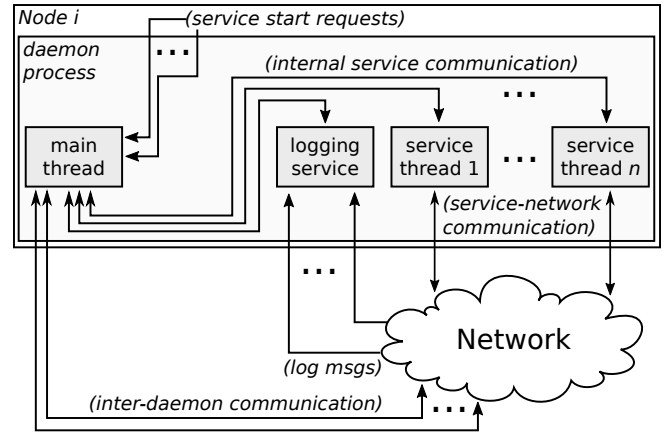 Node i
(service start requests)
daemon
process
...
(internal service communication)
...
main
thread
logging
service
service
thread 1
...
service
thread n
(service-network
communication)
...
Network
(log msgs)
(inter-daemon communication)
...